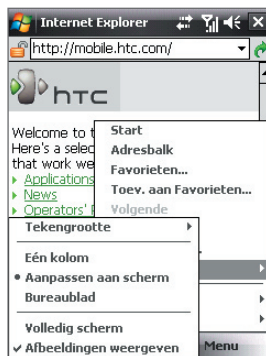 Internet Explorer
http://mobile.htc.com/
htc
Welcome to
Here's a selec
that work we
Applications
News
Operators'
Start
Adresbalk
Favorieten...
Toev. aan Favorieten...
Volgende
Tekengrootte
Eén kolom
Aanpassen aan scherm
Bureaublad
Volledig scherm
Afbeeldingen weergeven
Menu